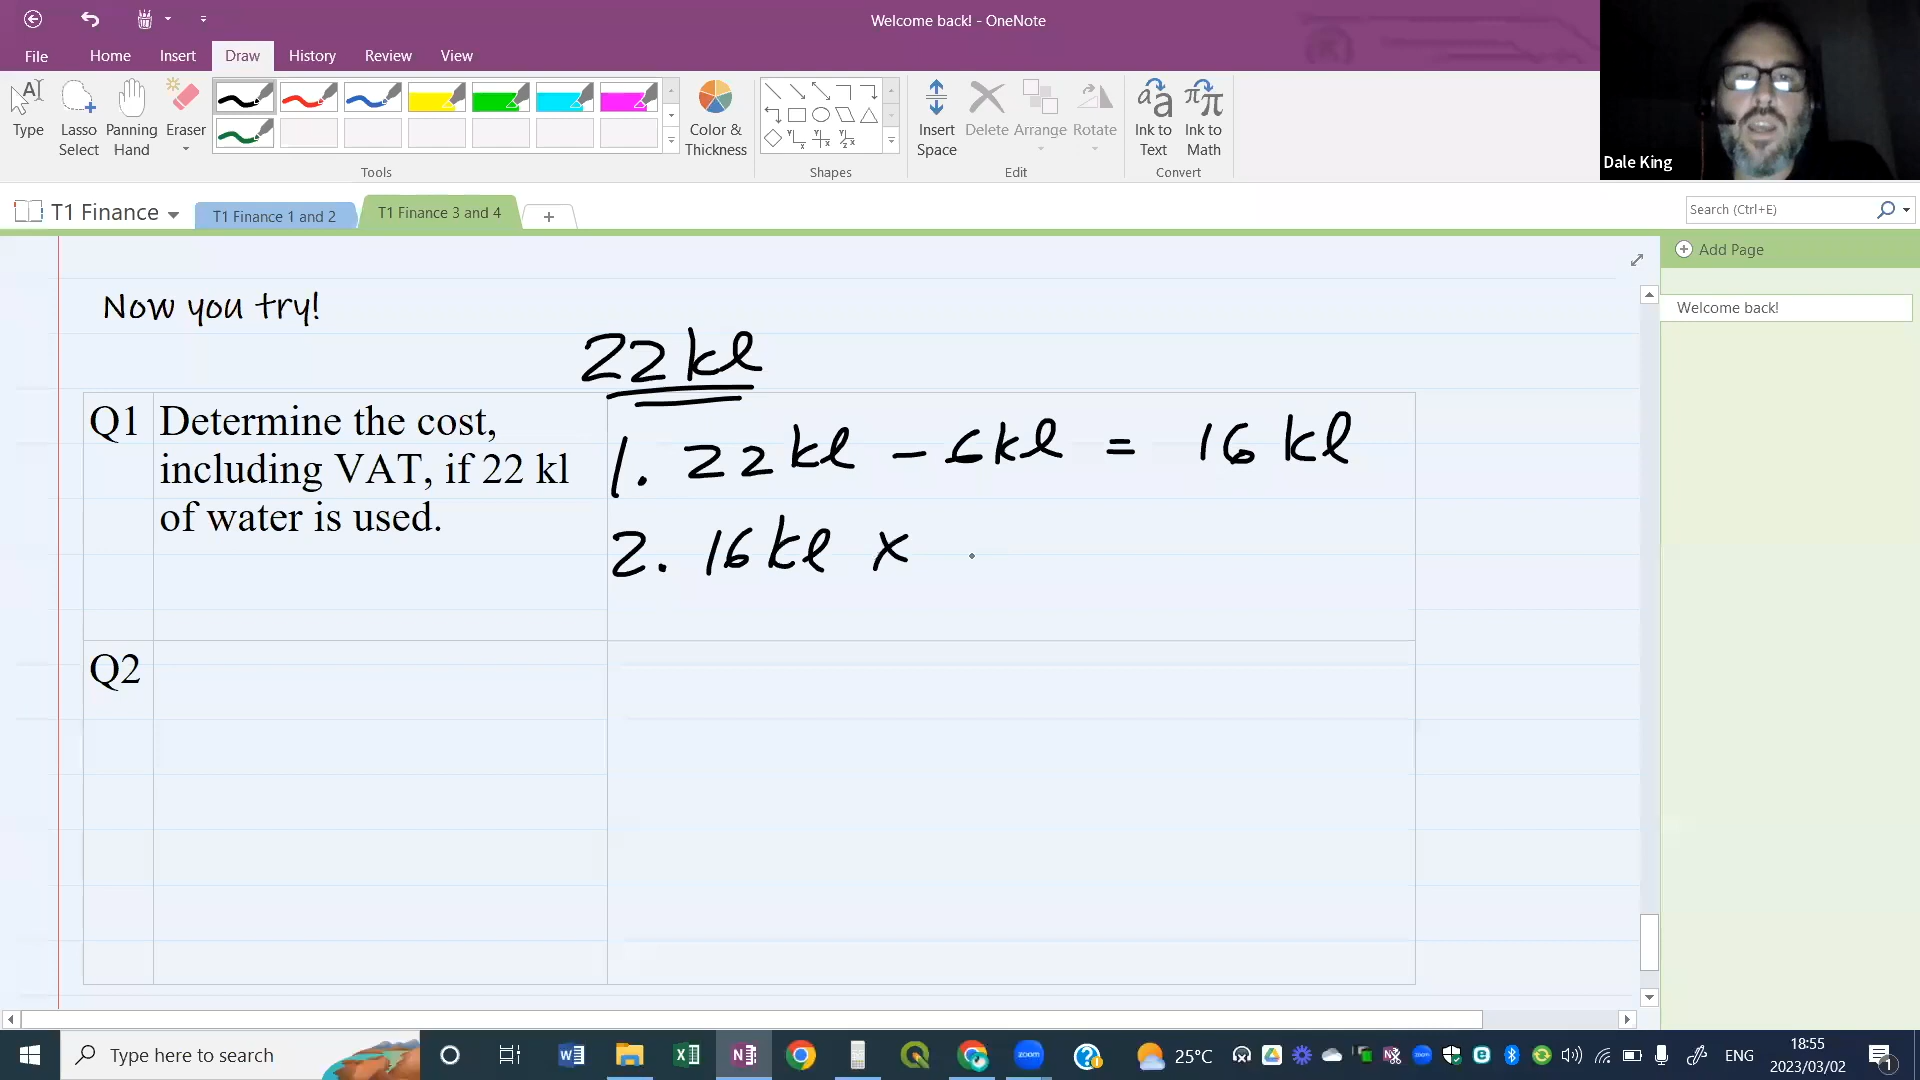 Welcome back! - OneNote
File Home Insert Draw History Review View
Type
Lasso Select
Panning Hand
Eraser
Color & Thickness
Insert Space
Delete
Arrange
Rotate
Ink to Text
Ink to Math
Tools
Shapes
Edit
Convert
Dale King
T1 Finance
T1 Finance 1 and 2
T1 Finance 3 and 4
Search (Ctrl+E)
Add Page
Welcome back!
Now you try!
22 kl
Q1 Determine the cost,
including VAT, if 22 kl
of water is used.
1. 22 kl - 6 kl = 16 kl
2. 16 kl x
Q2
Type here to search
25°C
ENG
18:55
2023/03/02
1